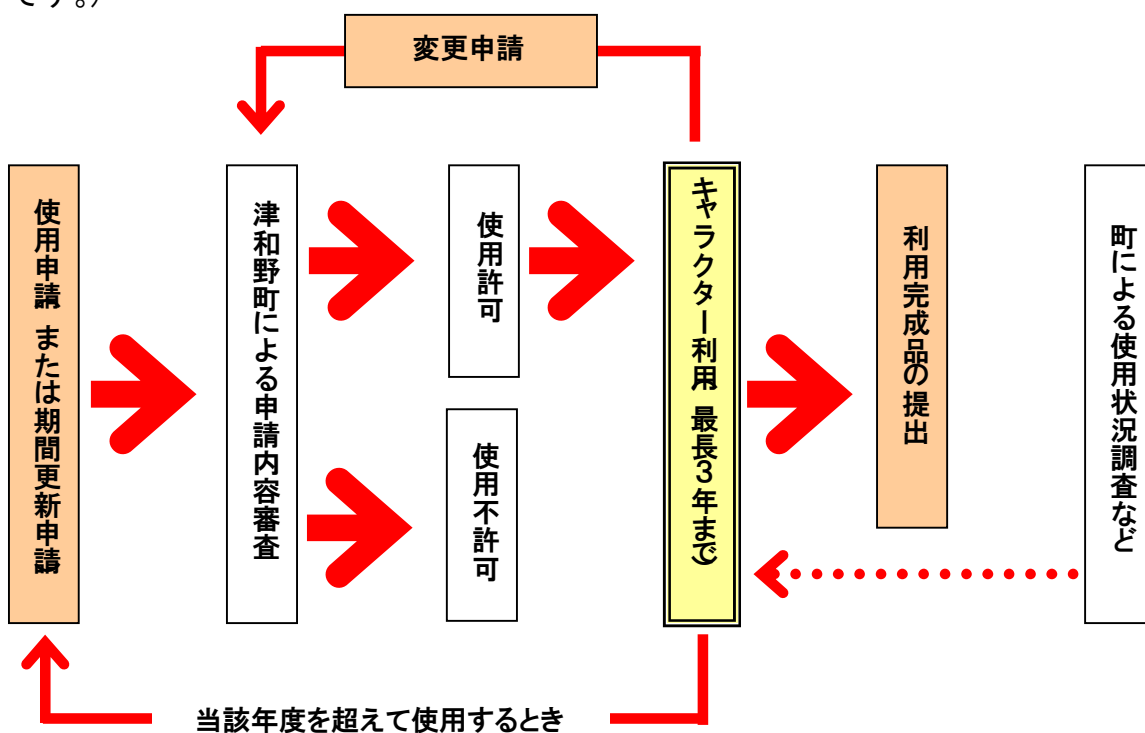 です。）
変更申請
使用申請 または期間更新申請
津和野町による申請内容審査
使用許可
使用不許可
キャラクター利用 最長３年まで）
利用完成品の提出
町による使用状況調査など
当該年度を超えて使用するとき